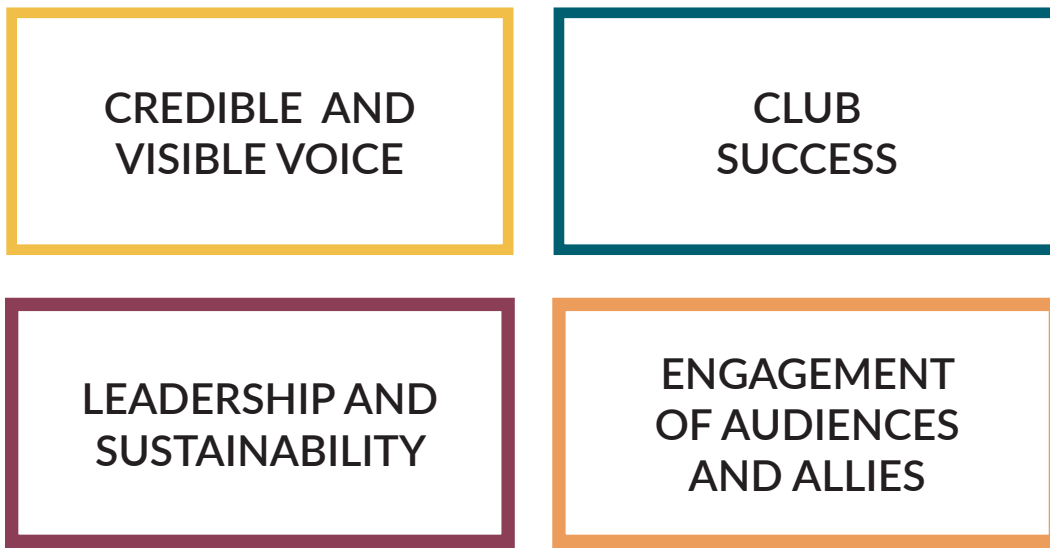 CREDIBLE AND
VISIBLE VOICE
CLUB
SUCCESS
LEADERSHIP AND
SUSTAINABILITY
ENGAGEMENT
OF AUDIENCES
AND ALLIES